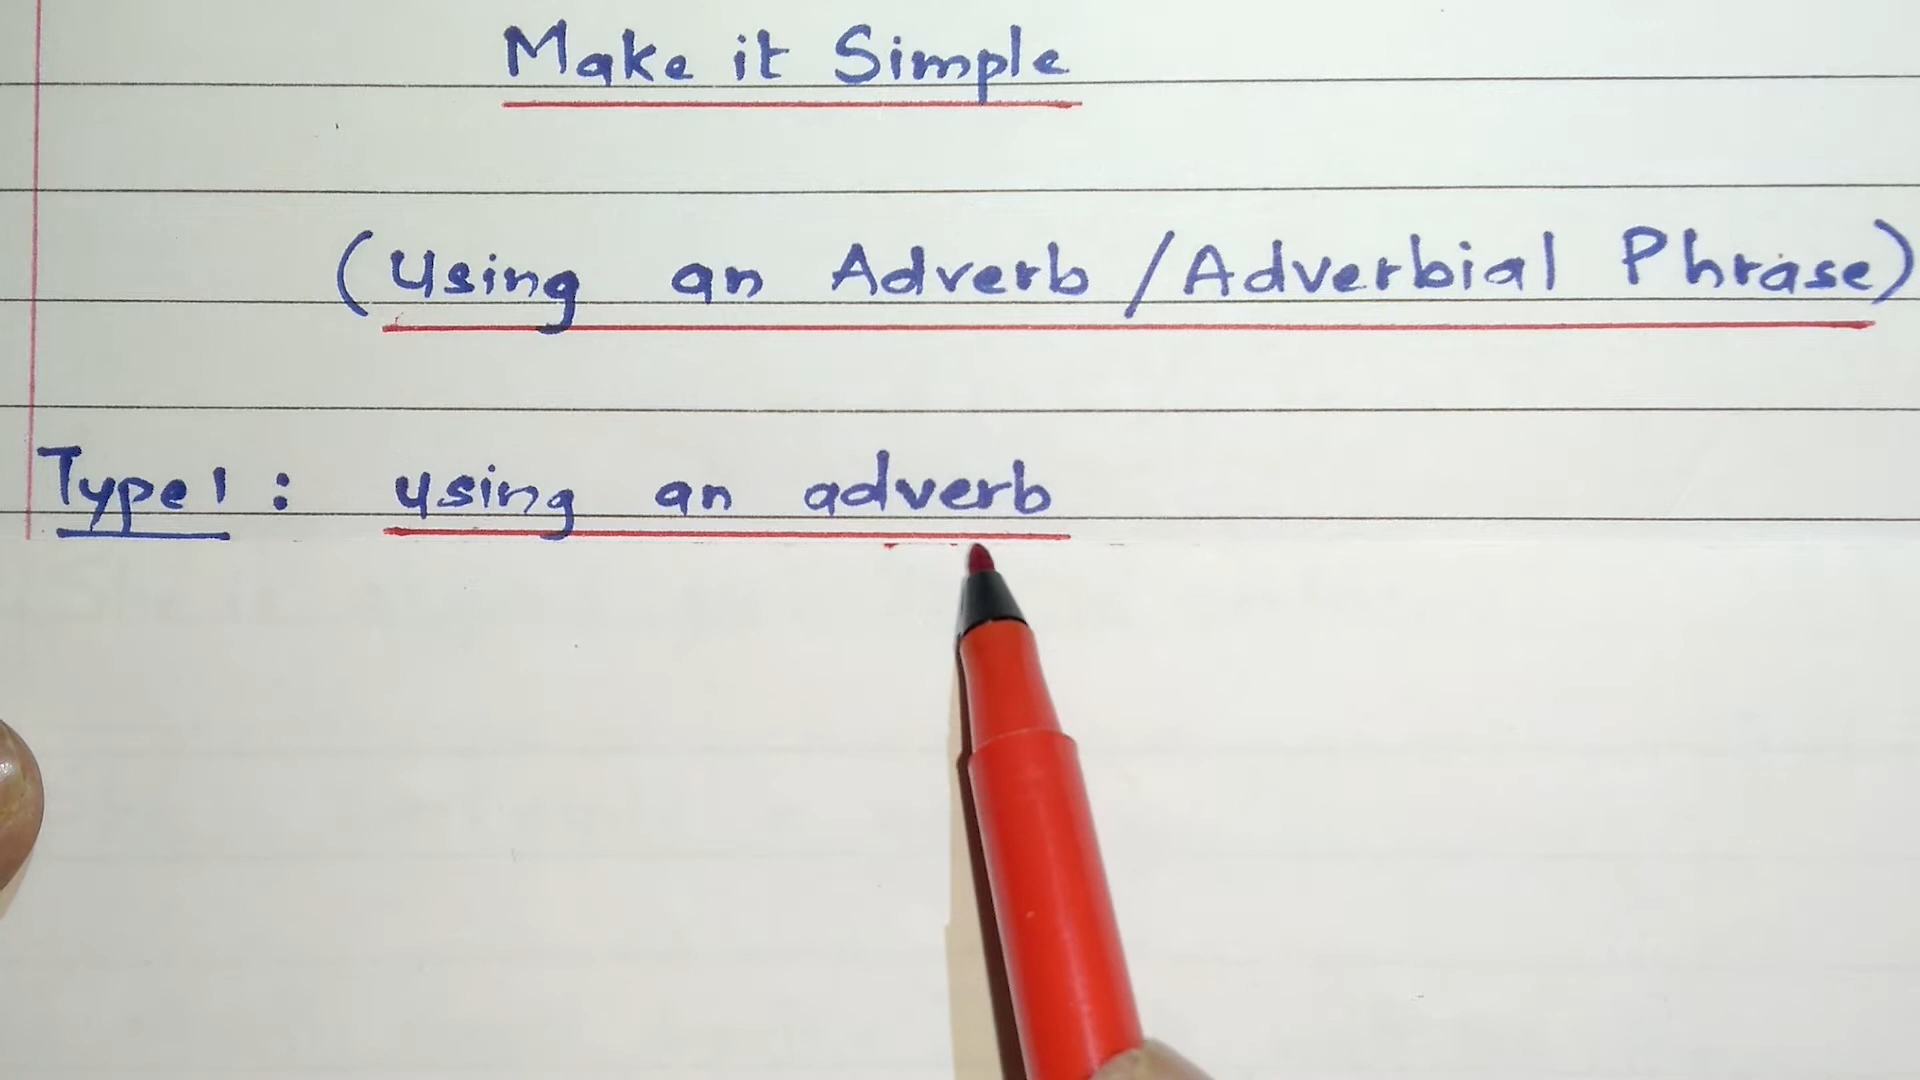 Make it Simple
(Using an Adverb/Adverbial Phrase)
Type 1: using an adverb